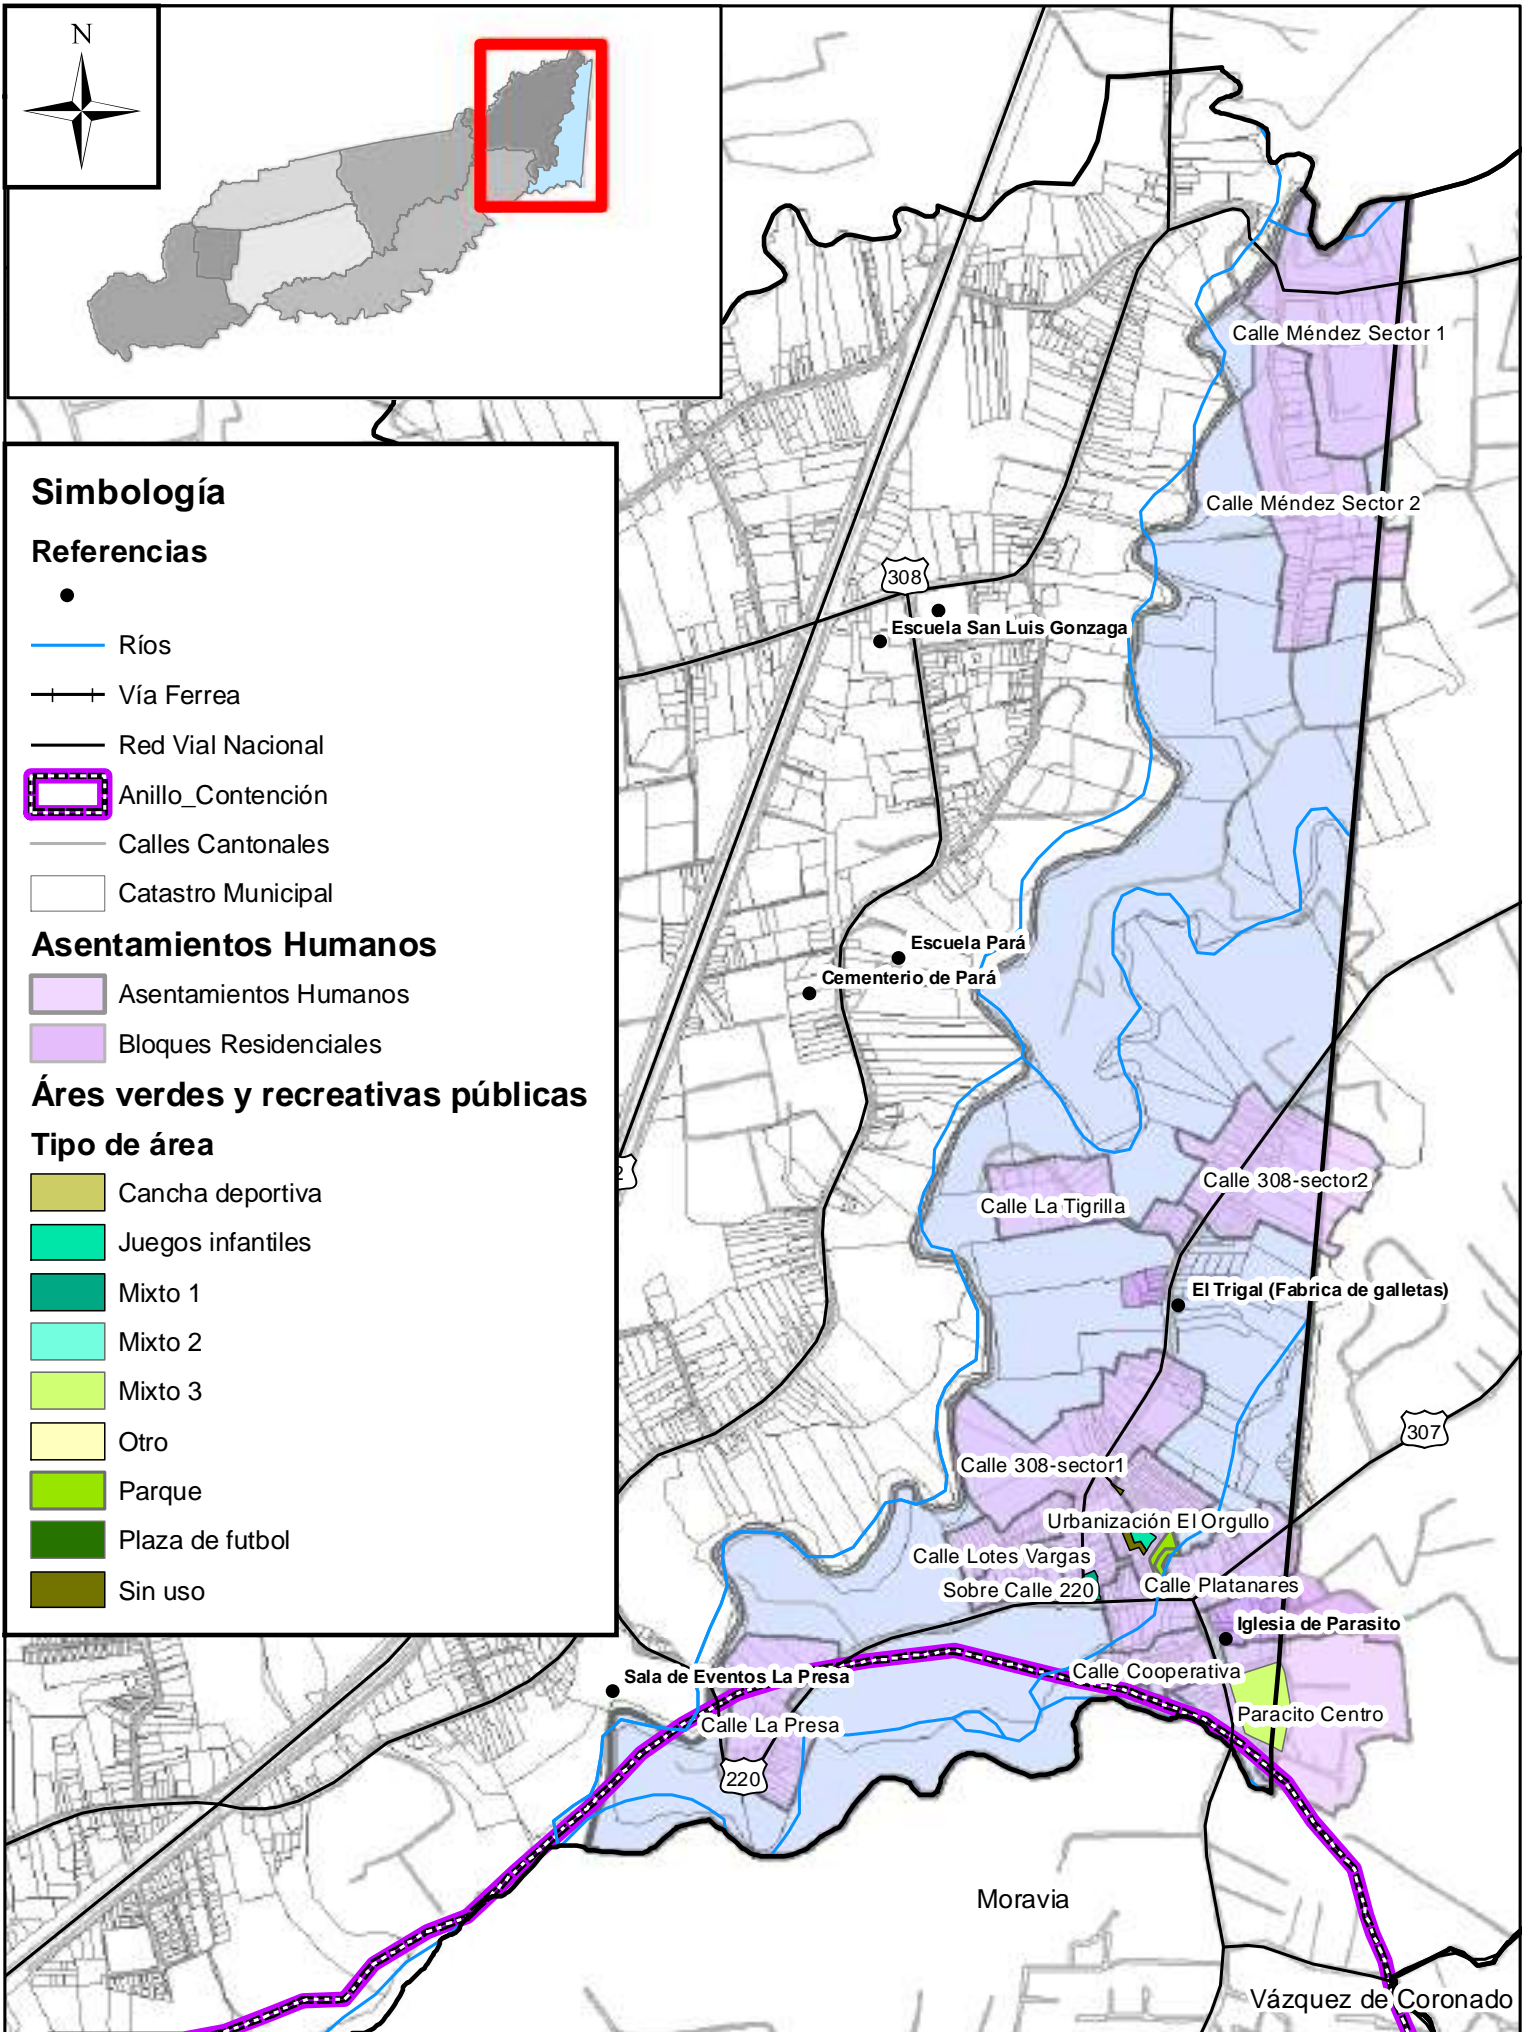 N
Simbología
Referencias
Ríos
Vía Ferrea
Red Vial Nacional
Anillo_Contención
Calles Cantonales
Catastro Municipal
Asentamientos Humanos
Asentamientos Humanos
Bloques Residenciales
Áres verdes y recreativas públicas
Tipo de área
Cancha deportiva
Juegos infantiles
Mixto 1
Mixto 2
Mixto 3
Otro
Parque
Plaza de futbol
Sin uso
Calle Méndez Sector 1
Calle Méndez Sector 2
308
Escuela San Luis Gonzaga
Escuela Pará
Cementerio de Pará
2
Calle 308-sector2
Calle La Tigrilla
El Trigal (Fabrica de galletas)
307
Calle 308-sector1
Urbanización El Orgullo
Calle Lotes Vargas
Sobre Calle 220
Calle Platanares
Iglesia de Parasito
Calle Cooperativa
Sala de Eventos La Presa
Paracito Centro
Calle La Presa
220
Moravia
Vázquez de Coronado